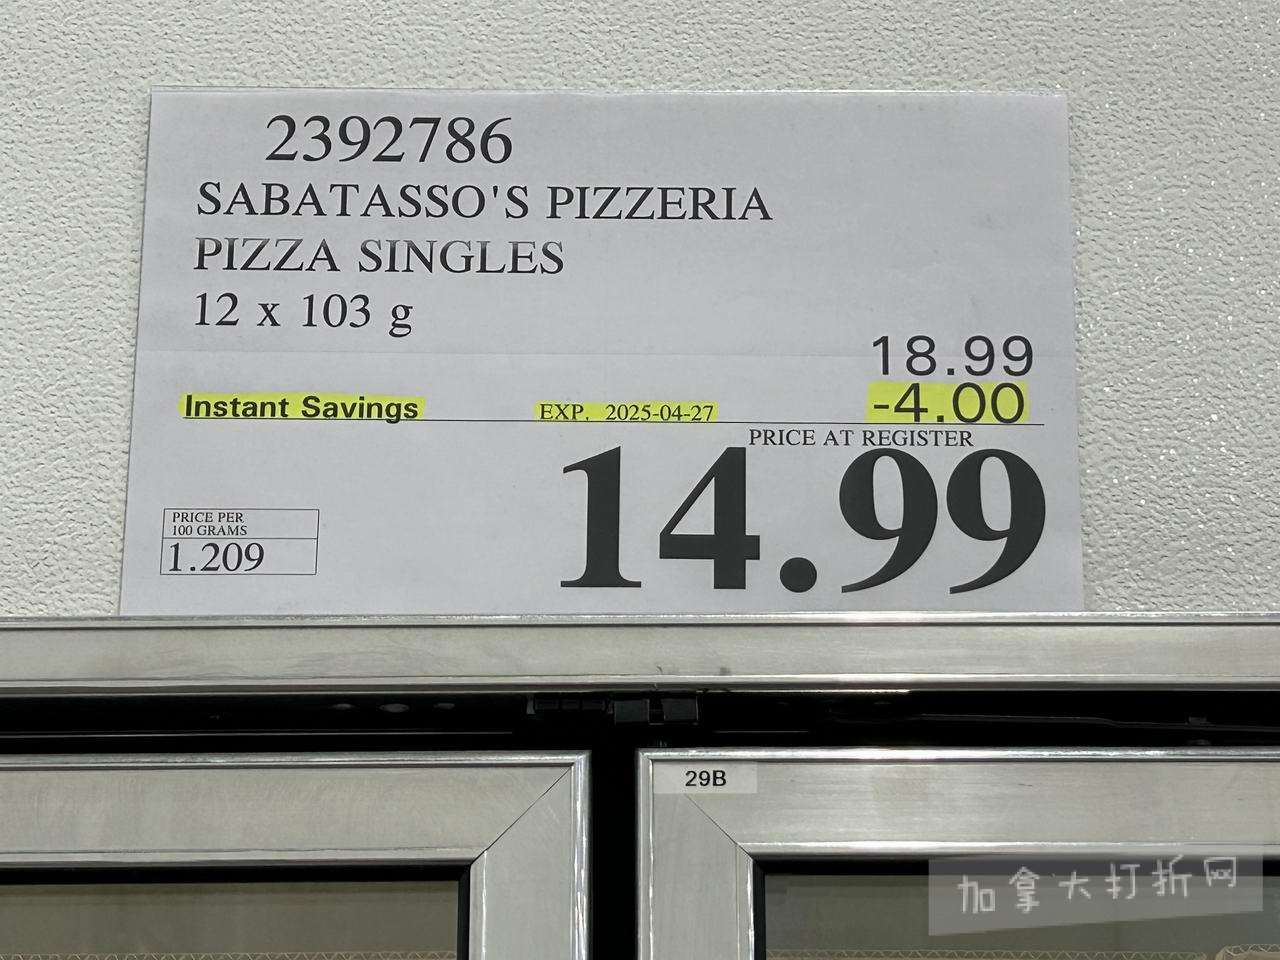 2392786
SABATASSO'S PIZZERIA
PIZZA SINGLES
12 x 103 g
18.99
Instant Savings EXP. 2025-04-27 -4.00
PRICE AT REGISTER
14.99
PRICE PER
100 GRAMS
1.209
29B
加拿大打折网